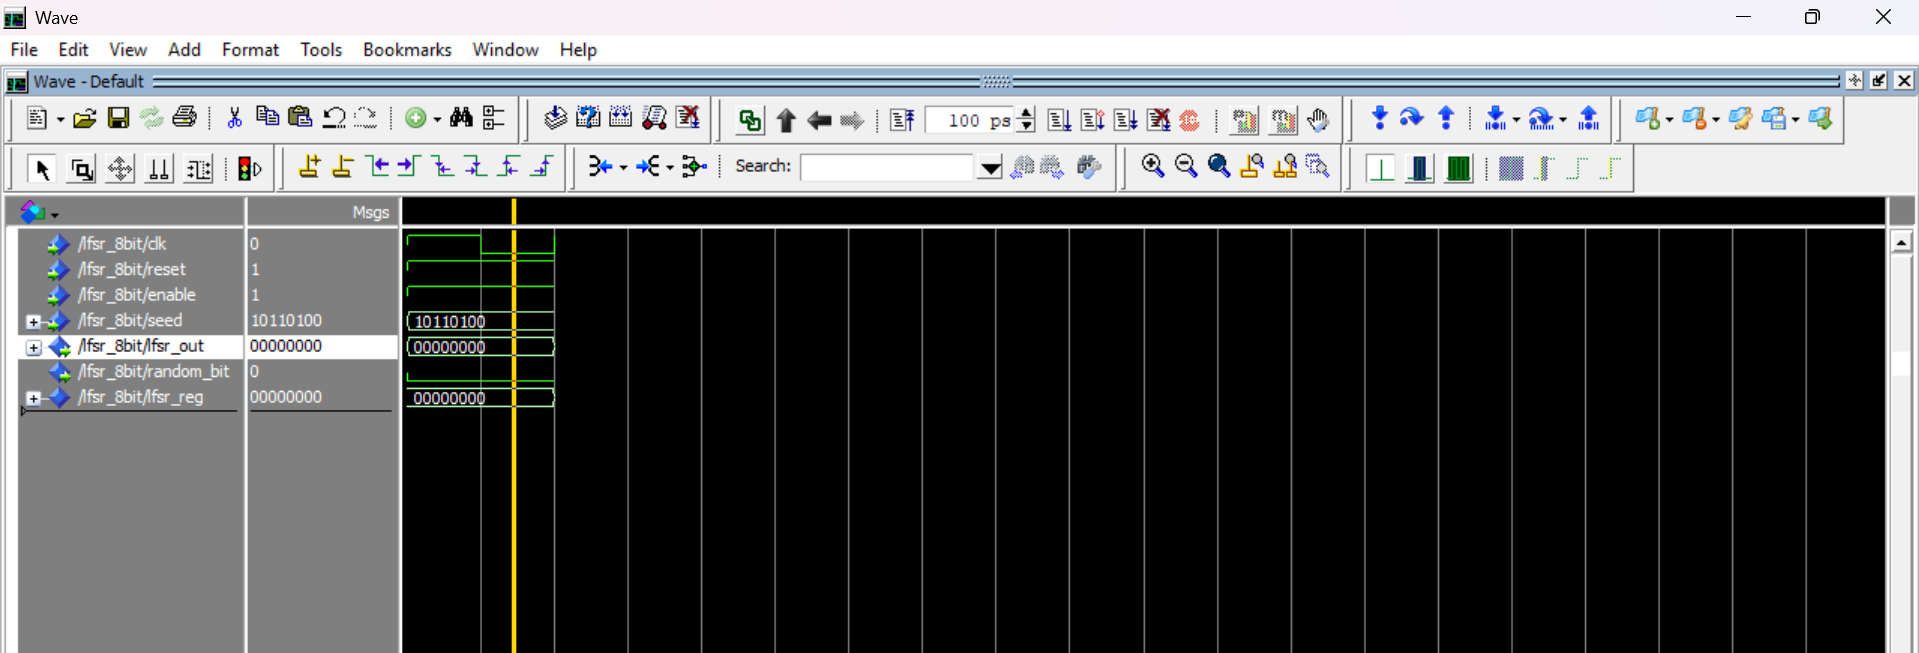 Wave
File Edit View Add Format Tools Bookmarks Window Help
Wave - Default
100 ps
Search:
Msgs
/lfsr_8bit/clk 0
/lfsr_8bit/reset 1
/lfsr_8bit/enable 1
/lfsr_8bit/seed 10110100 10110100
/lfsr_8bit/lfsr_out 00000000 00000000
/lfsr_8bit/random_bit 0
/lfsr_8bit/lfsr_reg 00000000 00000000